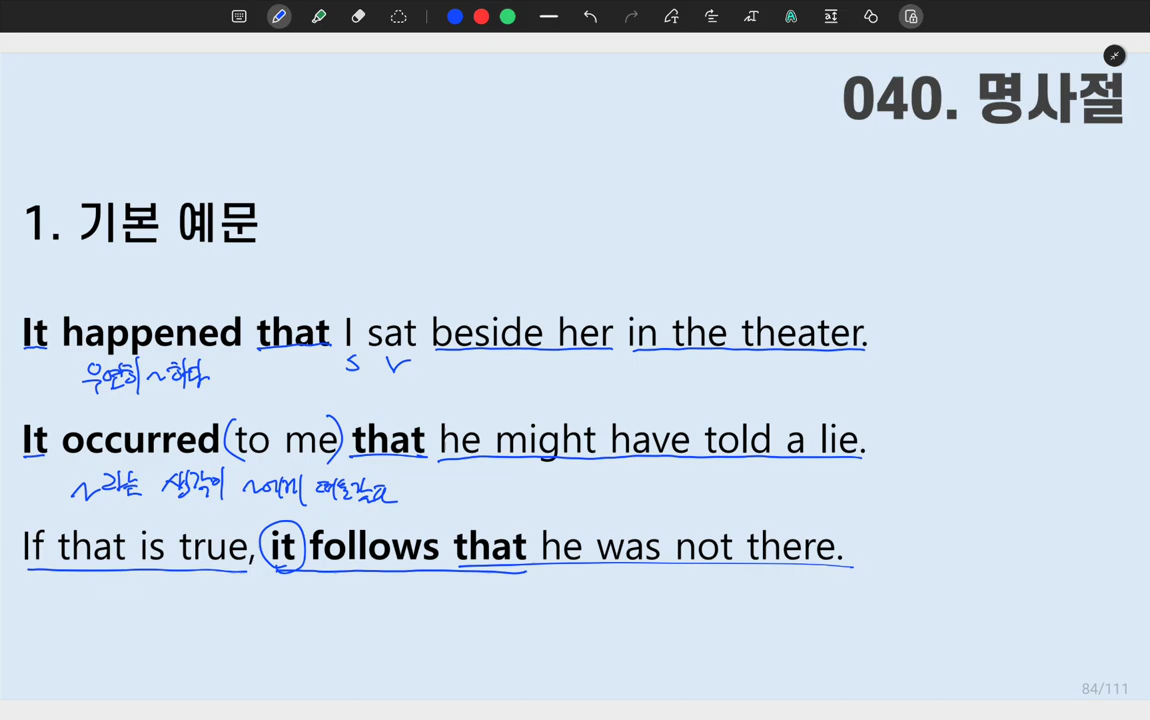 040. 명사절
1. 기본 예문
It happened that I sat beside her in the theater.
S V
우연히 ~하다
It occurred (to me) that he might have told a lie.
~라는 생각이 ~에게 떠올랐다
If that is true, it follows that he was not there.
84/111